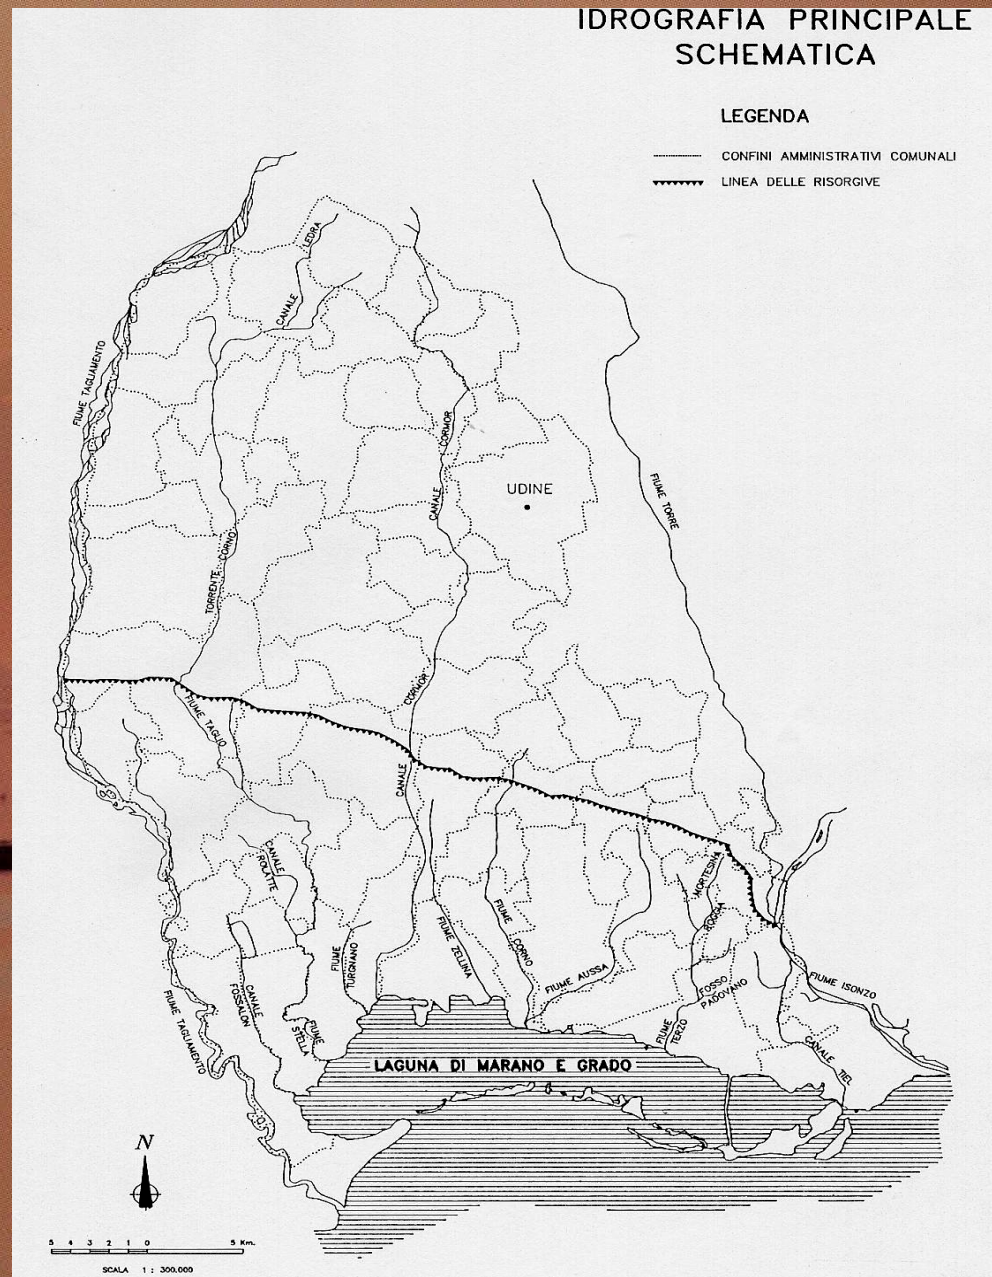 IDROGRAFIA PRINCIPALE
SCHEMATICA
LEGENDA
CONFINI AMMINISTRATIVI COMUNALI
LINEA DELLE RISORGIVE
CANALE LEDRA
FIUME TAGLIAMENTO
CANALE CORMOR
UDINE
FIUME TORRE
TORRENTE CORNO
CANALE CORMOR
FIUME TAGLIO
CANALE
ROIATTE
MORTESINA
ROGGIA
FIUME ZELLINA
FIUME CORNO
FIUME
TURGNANO
FIUME AUSSA
FOSSO
PADOVANO
FIUME ISONZO
CANALE
FOSSALON
FIUME
STELLA
FIUME
TERZO
FIUME TAGLIAMENTO
CANALE TIEL
LAGUNA DI MARANO E GRADO
N
5 4 3 2 1 0 5 Km.
SCALA 1 : 300.000